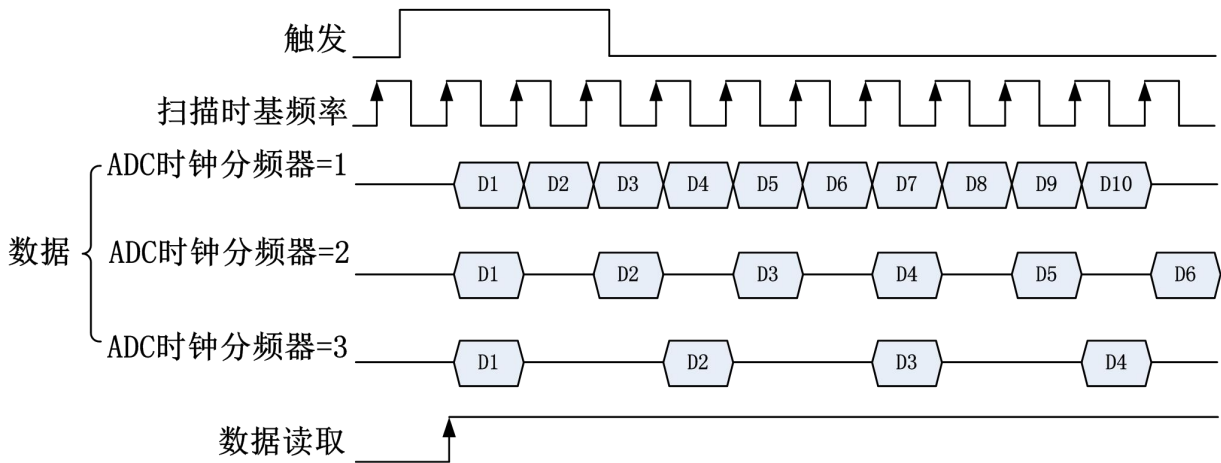 触发
扫描时基频率
数据
ADC时钟分频器=1
D1 D2 D3 D4 D5 D6 D7 D8 D9 D10
ADC时钟分频器=2
D1 D2 D3 D4 D5 D6
ADC时钟分频器=3
D1 D2 D3 D4
数据读取